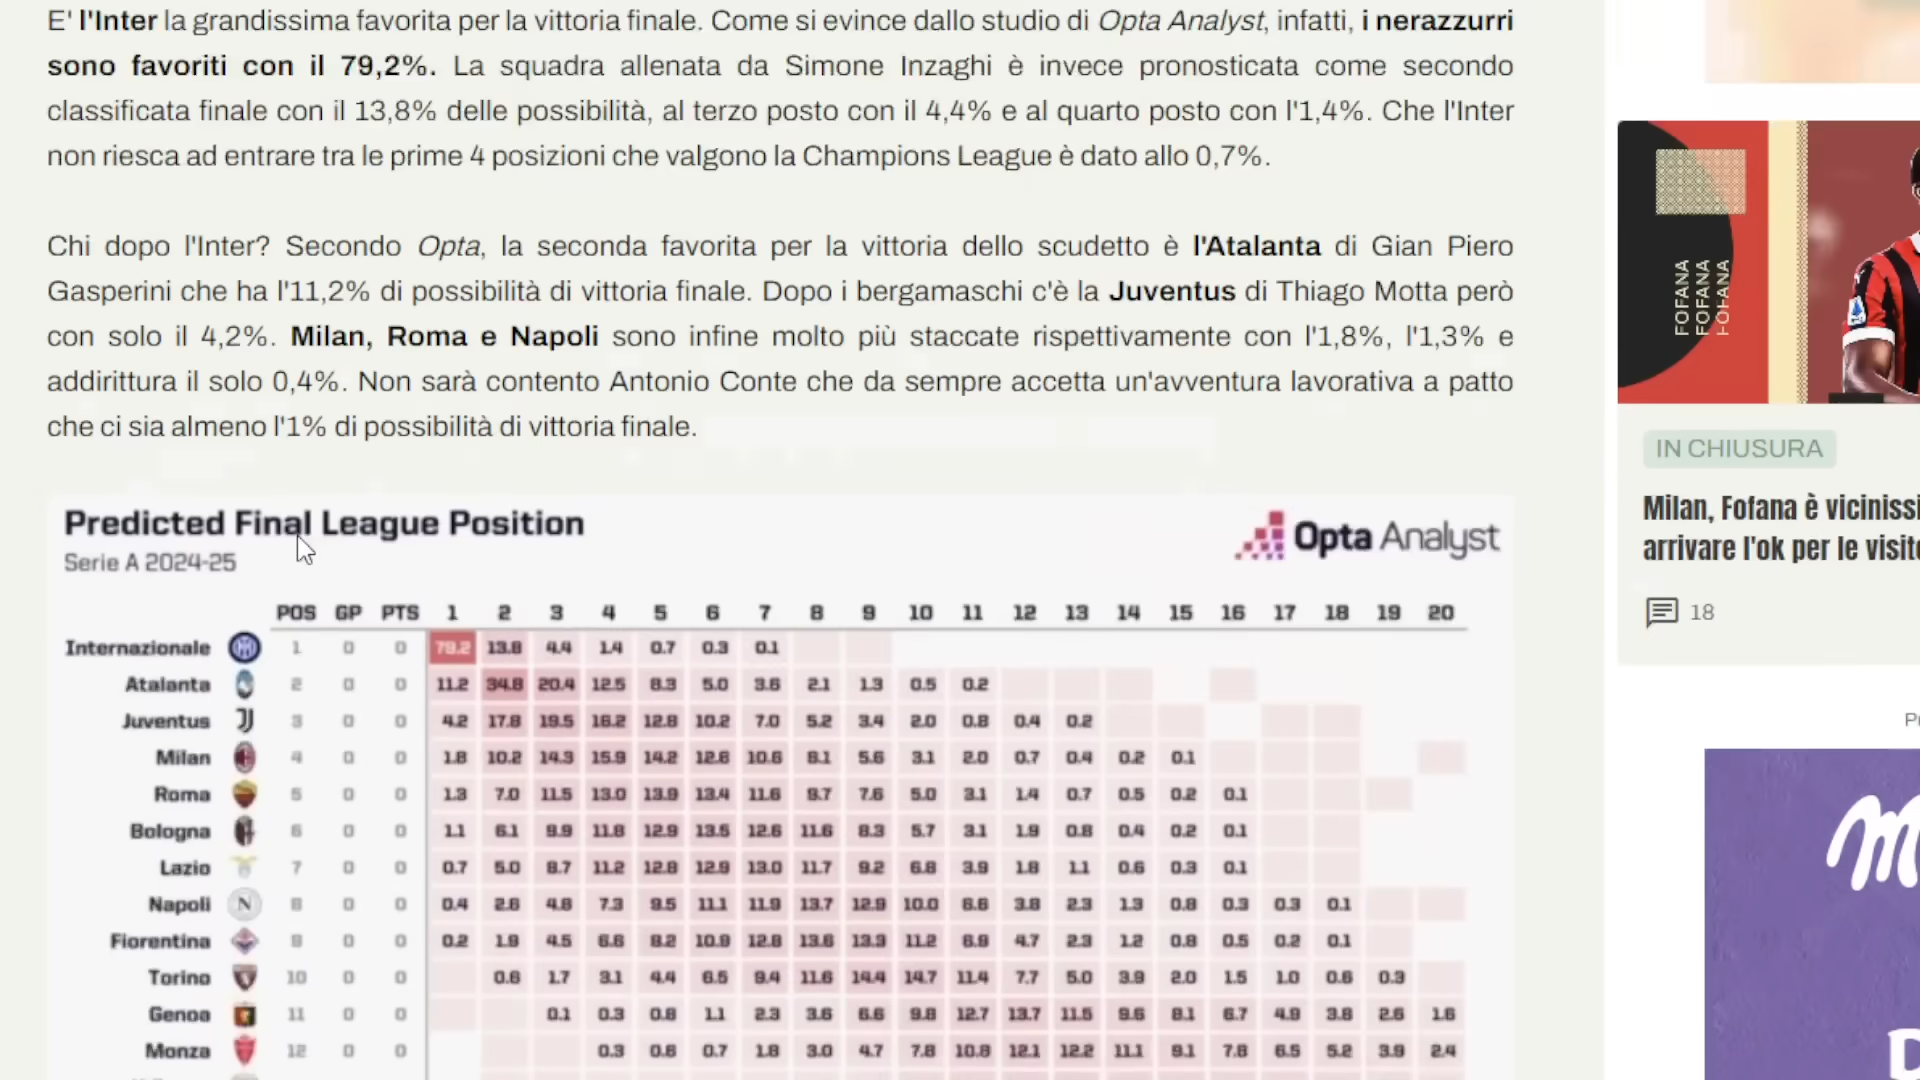 E' l'Inter la grandissima favorita per la vittoria finale. Come si evince dallo studio di Opta Analyst, infatti, i nerazzurri
sono favoriti con il 79,2%. La squadra allenata da Simone Inzaghi è invece pronosticata come secondo
classificata finale con il 13,8% delle possibilità, al terzo posto con il 4,4% e al quarto posto con l'1,4%. Che l'Inter
non riesca ad entrare tra le prime 4 posizioni che valgono la Champions League è dato allo 0,7%.
Chi dopo l'Inter? Secondo Opta, la seconda favorita per la vittoria dello scudetto è l'Atalanta di Gian Piero
Gasperini che ha l'11,2% di possibilità di vittoria finale. Dopo i bergamaschi c'è la Juventus di Thiago Motta però
con solo il 4,2%. Milan, Roma e Napoli sono infine molto più staccate rispettivamente con l'1,8%, l'1,3% e
addirittura il solo 0,4%. Non sarà contento Antonio Conte che da sempre accetta un'avventura lavorativa a patto
che ci sia almeno l'1% di possibilità di vittoria finale.
Predicted Final League Position
Serie A 2024-25
Opta Analyst
POS GP PTS 1 2 3 4 5 6 7 8 9 10 11 12 13 14 15 16 17 18 19 20
Internazionale 1 0 0 79.2 13.8 4.4 1.4 0.7 0.3 0.1
Atalanta 2 0 0 11.2 34.8 20.4 12.5 8.3 5.0 3.6 2.1 1.3 0.5 0.2
Juventus 3 0 0 4.2 17.8 19.5 16.2 12.8 10.2 7.0 5.2 3.4 2.0 0.8 0.4 0.2
Milan 4 0 0 1.8 10.2 14.3 15.9 14.2 12.6 10.6 8.1 5.6 3.1 2.0 0.7 0.4 0.2 0.1
Roma 5 0 0 1.3 7.0 11.5 13.0 13.9 13.4 11.6 9.7 7.6 5.0 3.1 1.4 0.7 0.5 0.2 0.1
Bologna 6 0 0 1.1 6.1 9.9 11.8 12.9 13.5 12.6 11.6 8.3 5.7 3.1 1.9 0.8 0.4 0.2 0.1
Lazio 7 0 0 0.7 5.0 8.7 11.2 12.8 12.9 13.0 11.7 9.2 6.8 3.9 1.8 1.1 0.6 0.3 0.1
Napoli N 8 0 0 0.4 2.6 4.8 7.3 9.5 11.1 11.9 13.7 12.9 10.0 6.6 3.8 2.3 1.3 0.8 0.3 0.3 0.1
Fiorentina 9 0 0 0.2 1.9 4.5 6.6 8.2 10.9 12.8 13.6 13.3 11.2 6.9 4.7 2.3 1.2 0.8 0.5 0.2 0.1
Torino 10 0 0 0.6 1.7 3.1 4.4 6.5 9.4 11.6 14.4 14.7 11.4 7.7 5.0 3.9 2.0 1.5 1.0 0.6 0.3
Genoa 11 0 0 0.1 0.3 0.8 1.1 2.3 3.6 6.6 9.8 12.7 13.7 11.5 9.6 8.1 6.7 4.9 3.8 2.6 1.6
Monza 12 0 0 0.3 0.6 0.7 1.8 3.0 4.7 7.8 10.8 12.1 12.2 11.1 9.1 7.8 6.5 5.2 3.9 2.4
FOFANA
FOFANA
FOFANA
IN CHIUSURA
Milan, Fofana è
arrivare l'ok per le
18